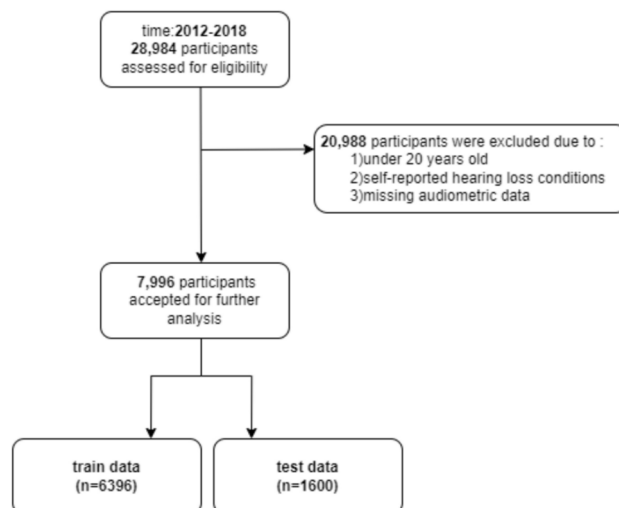 time:2012-2018
28,984 participants
assessed for eligibility
20,988 participants were excluded due to :
1)under 20 years old
2)self-reported hearing loss conditions
3)missing audiometric data
7,996 participants
accepted for further
analysis
train data
(n=6396)
test data
(n=1600)